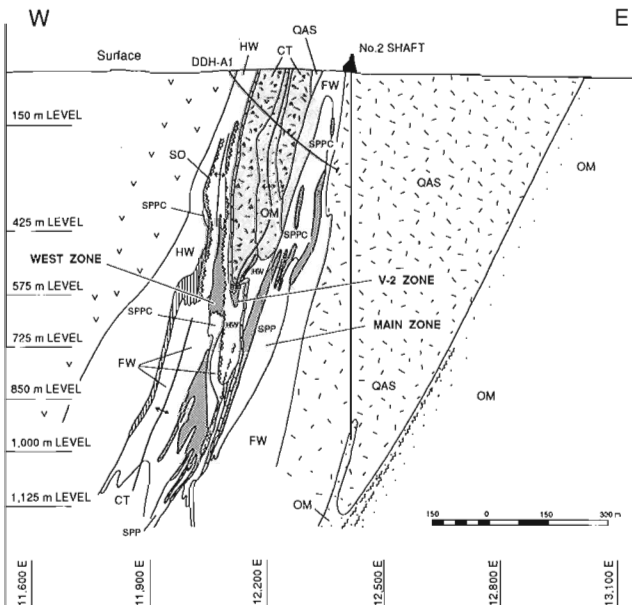 W
E
QAS
No.2 SHAFT
HW
CT
Surface
DDH-A1
FW
150 m LEVEL
SPPC
SO
OM
QAS
SPPC
OM
425 m LEVEL
HW
HW
WEST ZONE
V-2 ZONE
575 m LEVEL
SPPC
HW
SPP
MAIN ZONE
725 m LEVEL
FW
QAS
850 m LEVEL
OM
FW
1,000 m LEVEL
CT
1,125 m LEVEL
OM
SPP
150 0 150 300 m
11,600 E
11,900 E
12,200 E
12,500 E
12,800 E
13,100 E